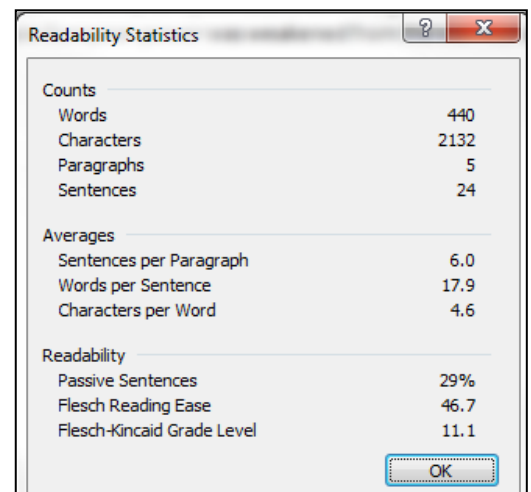 Readability Statistics
?
X
Counts
Words 440
Characters 2132
Paragraphs 5
Sentences 24
Averages
Sentences per Paragraph 6.0
Words per Sentence 17.9
Characters per Word 4.6
Readability
Passive Sentences 29%
Flesch Reading Ease 46.7
Flesch-Kincaid Grade Level 11.1
OK